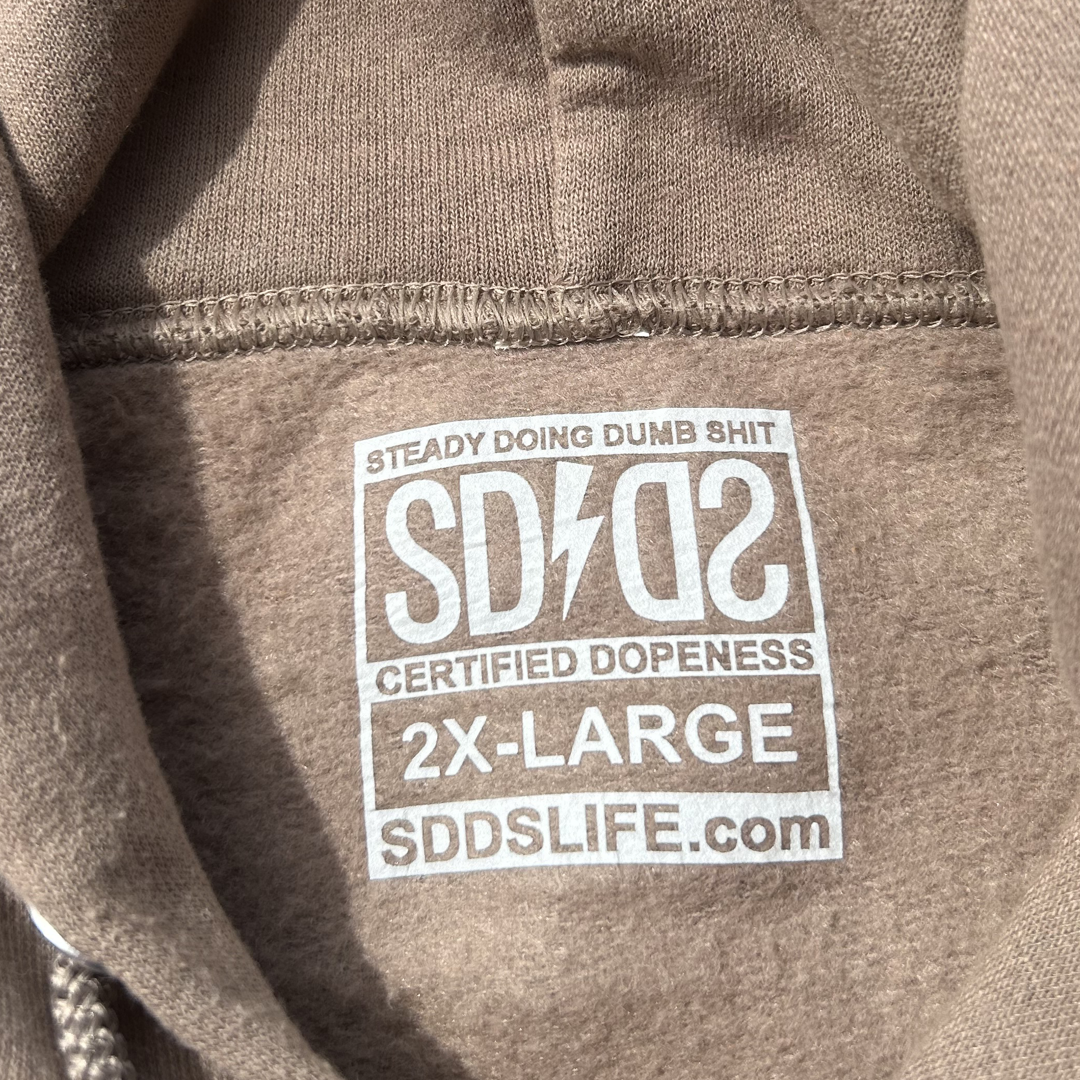 STEADY DOING DUMB SHIT
SDDS
CERTIFIED DOPENESS
2X-LARGE
SDDSLIFE.com